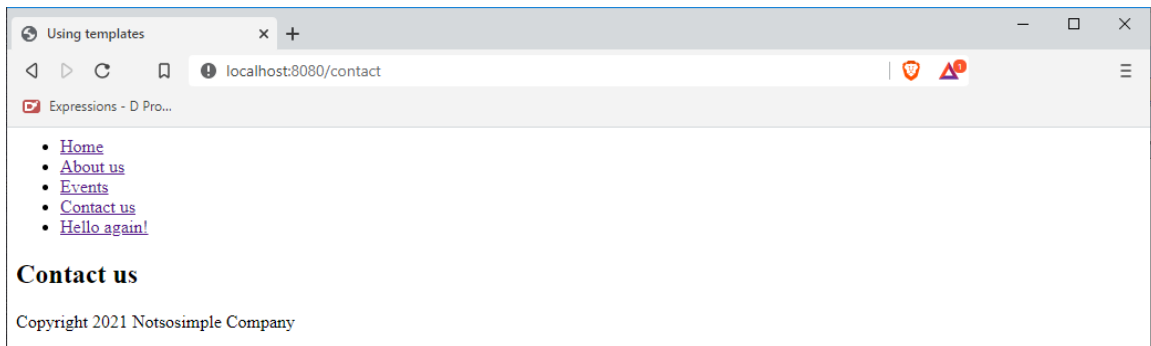 Using templates
localhost:8080/contact
1
Expressions - D Pro...
Home
About us
Events
Contact us
Hello again!
Contact us
Copyright 2021 Notsosimple Company